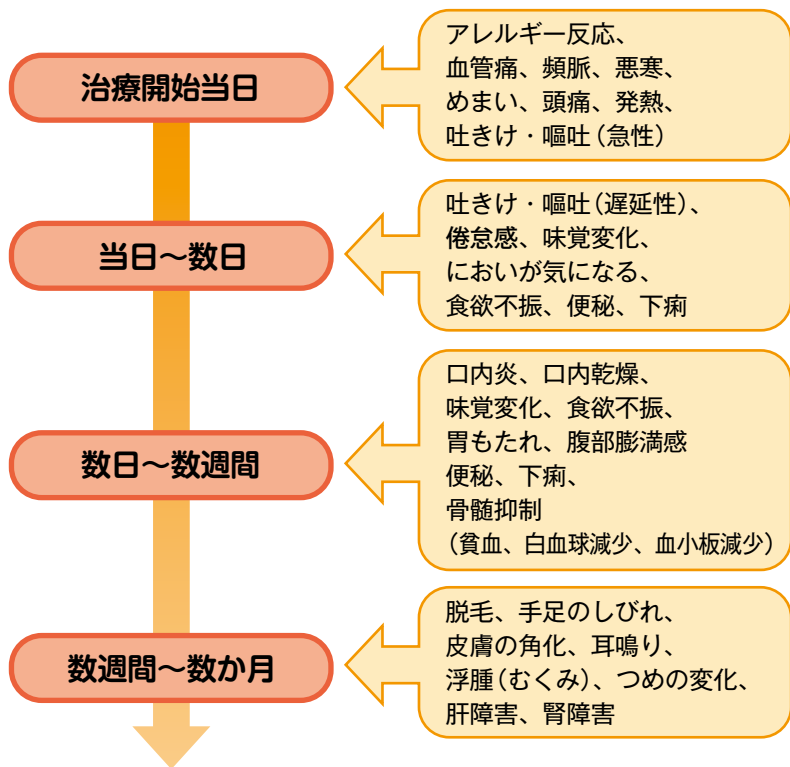 治療開始当日
アレルギー反応、
血管痛、頻脈、悪寒、
めまい、頭痛、発熱、
吐きけ・嘔吐(急性)
当日〜数日
吐きけ・嘔吐(遅延性)、
倦怠感、味覚変化、
においが気になる、
食欲不振、便秘、下痢
数日〜数週間
口内炎、口内乾燥、
味覚変化、食欲不振、
胃もたれ、腹部膨満感
便秘、下痢、
骨髄抑制
(貧血、白血球減少、血小板減少)
数週間〜数か月
脱毛、手足のしびれ、
皮膚の角化、耳鳴り、
浮腫(むくみ)、つめの変化、
肝障害、腎障害